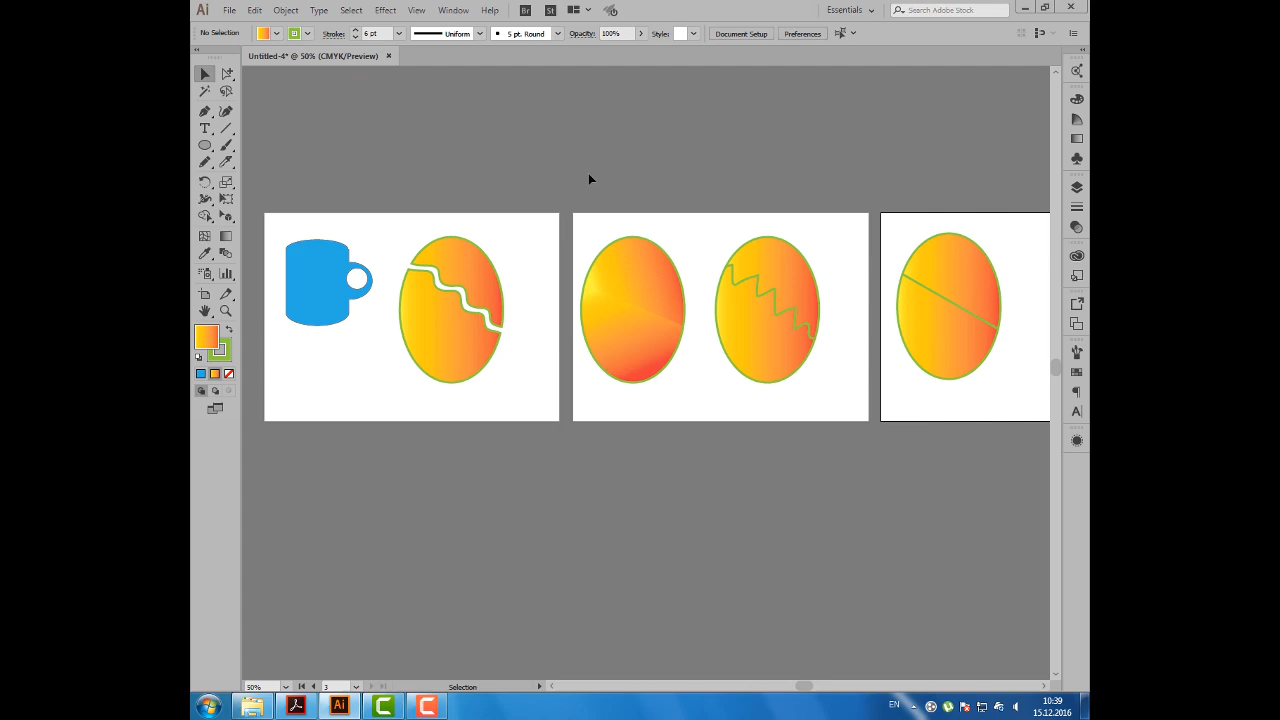 Ai File Edit Object Type Select Effect View Window Help Br St Essentials Search Adobe Stock
No Selection Stroke: 6 pt Uniform 5 pt. Round Opacity: 100% Style: Document Setup Preferences
Untitled-4* @ 50% (CMYK/Preview)
50% 3 Selection
Ai EN 10:39
15.12.2016